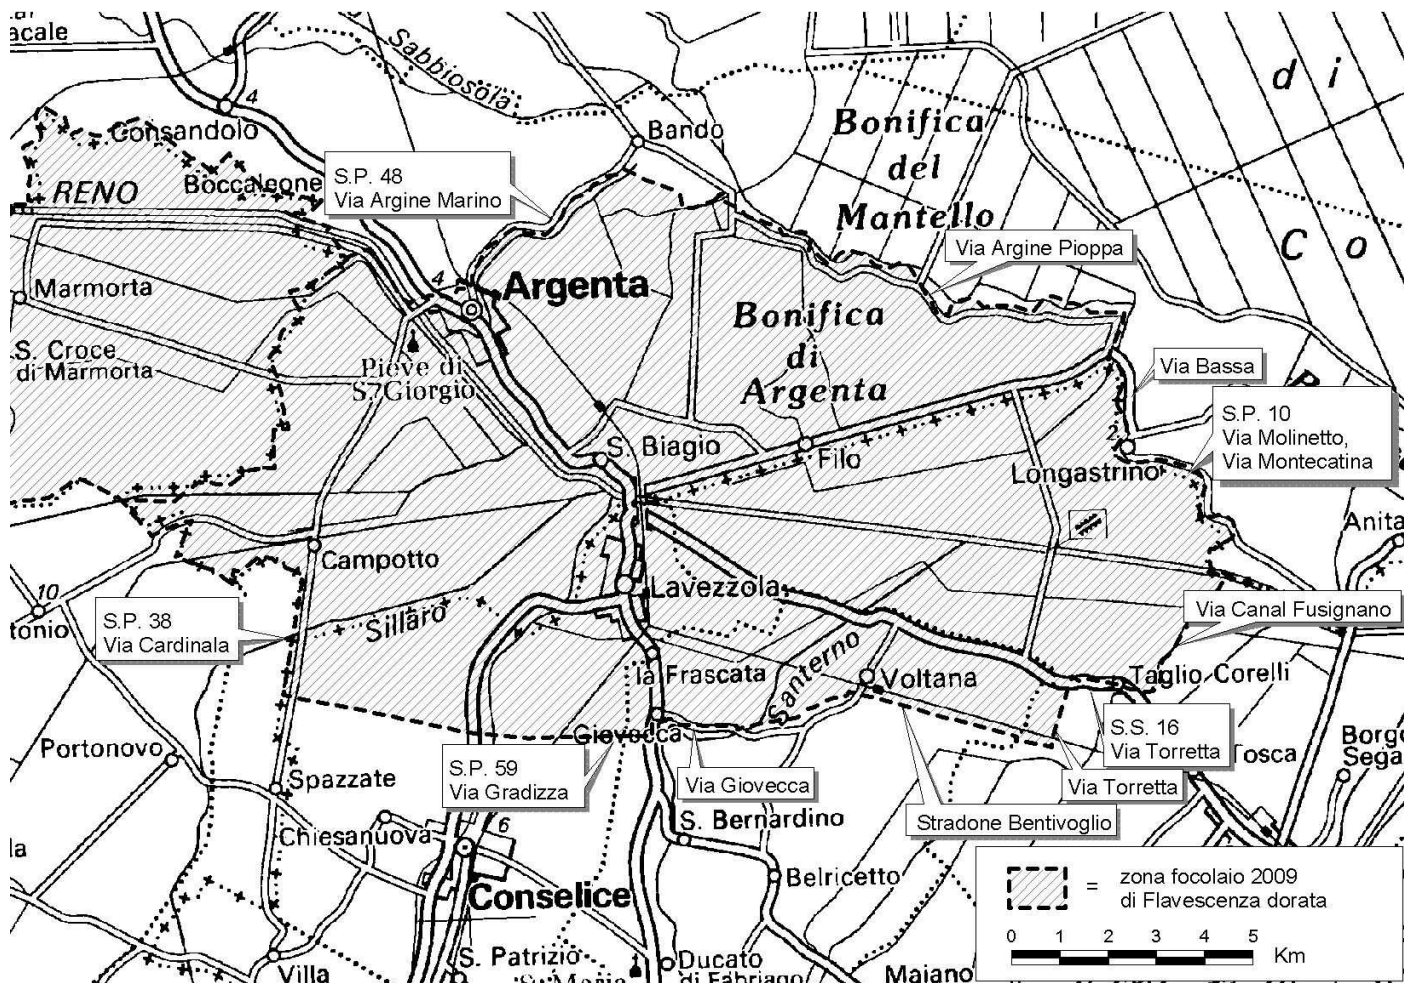 acale
Sabbiosola
4
Consandolo
Bando
Bonifica
del
Mantello
d i
C o
S.P. 48
Via Argine Marino
Boccaleone
RENO
Via Argine Pioppa
Marmorta
4
Argenta
Bonifica
di
Argenta
S. Croce
di Marmorta
Pieve di
S. Giorgio
Via Bassa
S.P. 10
Via Molinetto,
Via Montecatina
2
S. Biagio
Filo
Longastrino
Anita
Campotto
10
tonio
Lavezzola
S.P. 38
Via Cardinala
Sillaro
Via Canal Fusignano
la Frascata
Santerno
Voltana
Taglio Corelli
Giovecca
S.S. 16
Via Torretta
Tosca
Borgo
Sega
Portonovo
S.P. 59
Via Gradizza
Via Giovecca
Via Torretta
Spazzate
Stradone Bentivoglio
Chiesanuova
6
S. Bernardino
la
Belricetto
Conselice
zona focolaio 2009
=
di Flavescenza dorata
0 1 2 3 4 5
Km
S. Patrizio
Villa
Ducato
di Fabriago
Maiano